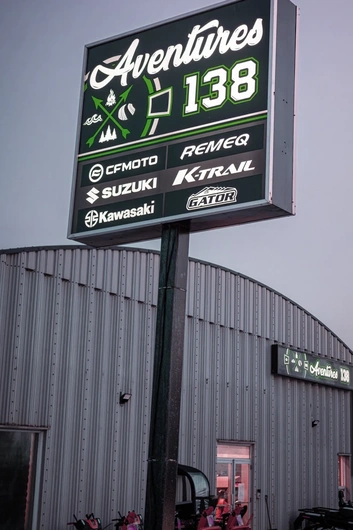 Aventures
138
CFMOTO
REMEQ
SUZUKI
K-TRAIL
Kawasaki
GATOR
Aventures 138